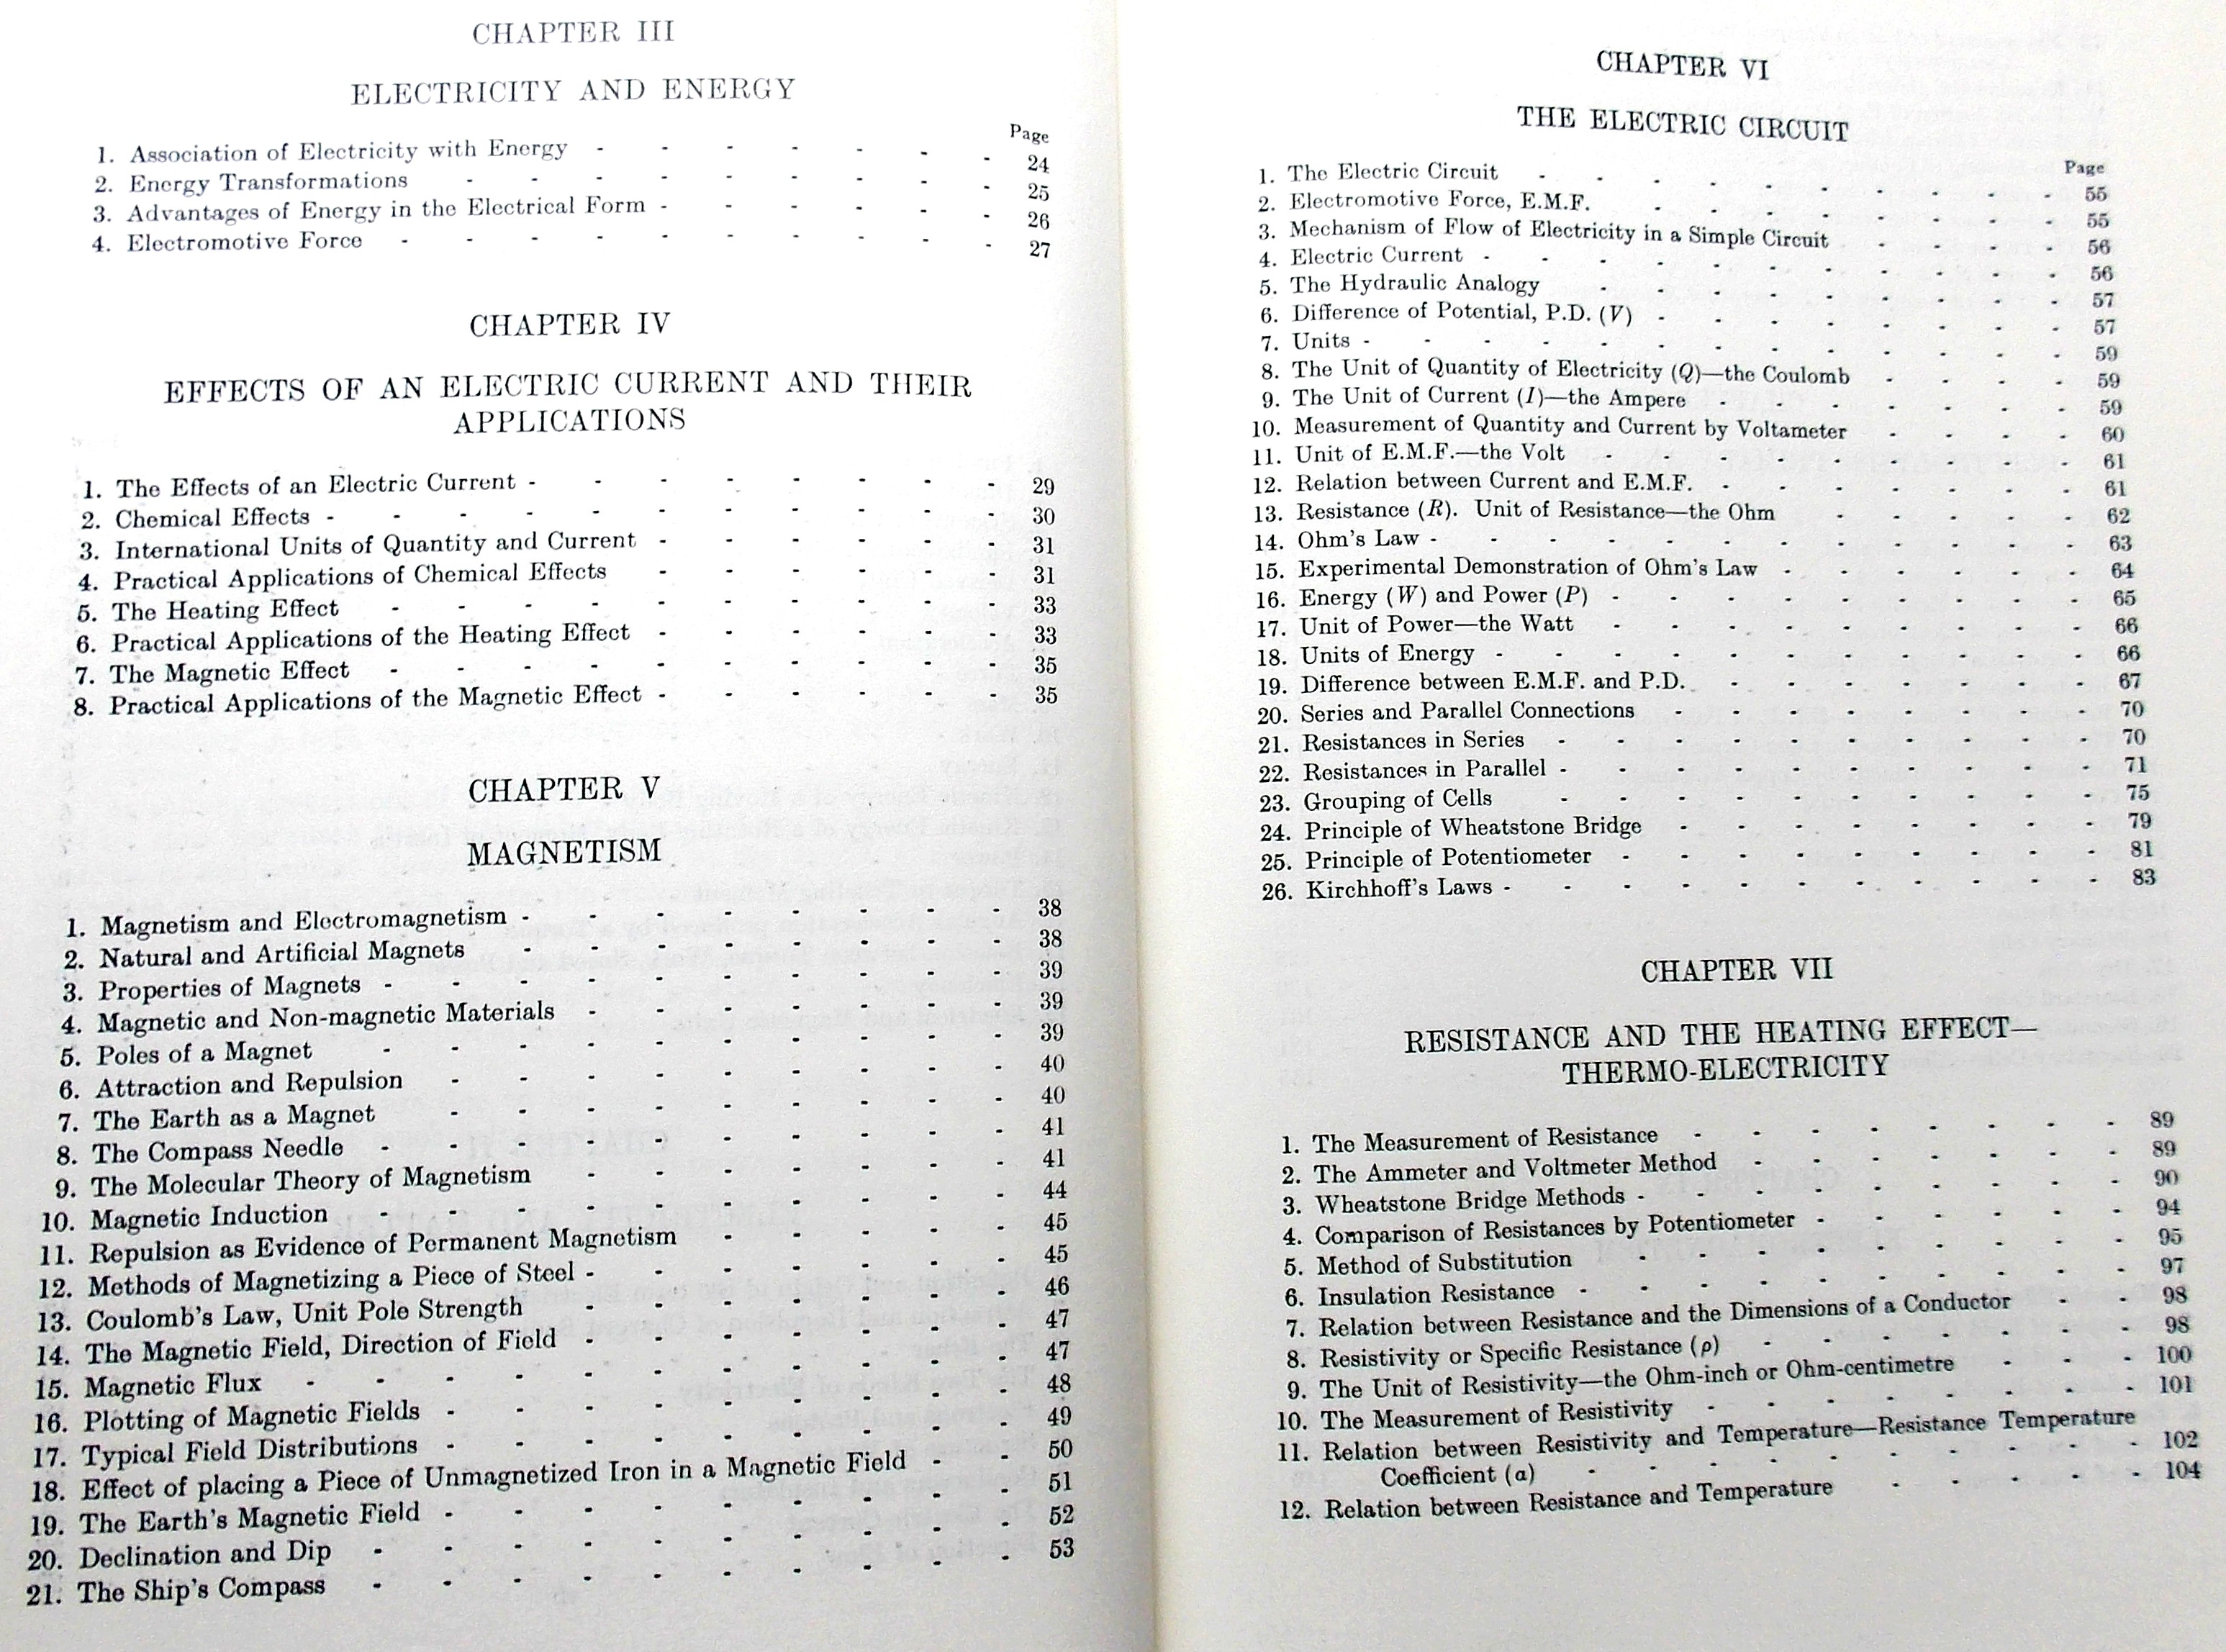 CHAPTER III
ELECTRICITY AND ENERGY
Page
1. Association of Electricity with Energy - - - - - - - 24
2. Energy Transformations - - - - - - - - - 25
3. Advantages of Energy in the Electrical Form - - - - - - 26
4. Electromotive Force - - - - - - - - - - 27
CHAPTER IV
EFFECTS OF AN ELECTRIC CURRENT AND THEIR
APPLICATIONS
1. The Effects of an Electric Current - - - - - - - - 29
2. Chemical Effects - - - - - - - - - - - 30
3. International Units of Quantity and Current - - - - - - 31
4. Practical Applications of Chemical Effects - - - - - - 31
5. The Heating Effect - - - - - - - - - - 33
6. Practical Applications of the Heating Effect - - - - - - 33
7. The Magnetic Effect - - - - - - - - - - 35
8. Practical Applications of the Magnetic Effect - - - - - - 35
CHAPTER V
MAGNETISM
1. Magnetism and Electromagnetism - - - - - - - - 38
2. Natural and Artificial Magnets - - - - - - - - 38
3. Properties of Magnets - - - - - - - - - - 39
4. Magnetic and Non-magnetic Materials - - - - - - - 39
5. Poles of a Magnet - - - - - - - - - - 39
6. Attraction and Repulsion - - - - - - - - - 40
7. The Earth as a Magnet - - - - - - - - - 40
8. The Compass Needle - - - - - - - - - - 41
9. The Molecular Theory of Magnetism - - - - - - - 41
10. Magnetic Induction - - - - - - - - - - 44
11. Repulsion as Evidence of Permanent Magnetism - - - - - 45
12. Methods of Magnetizing a Piece of Steel - - - - - - - 45
13. Coulomb's Law, Unit Pole Strength - - - - - - - 46
14. The Magnetic Field, Direction of Field - - - - - - - 47
15. Magnetic Flux - - - - - - - - - - - 47
16. Plotting of Magnetic Fields - - - - - - - - - 48
17. Typical Field Distributions - - - - - - - - - 49
18. Effect of placing a Piece of Unmagnetized Iron in a Magnetic Field - - 50
19. The Earth's Magnetic Field - - - - - - - - - 51
20. Declination and Dip - - - - - - - - - - 52
21. The Ship's Compass - - - - - - - - - - 53
CHAPTER VI
THE ELECTRIC CIRCUIT
Page
1. The Electric Circuit - - - - - - - - - - 55
2. Electromotive Force, E.M.F. - - - - - - - - 55
3. Mechanism of Flow of Electricity in a Simple Circuit - - - - 56
4. Electric Current - - - - - - - - - - - 56
5. The Hydraulic Analogy - - - - - - - - - 57
6. Difference of Potential, P.D. (V) - - - - - - - - 57
7. Units - - - - - - - - - - - - - 59
8. The Unit of Quantity of Electricity (Q)—the Coulomb - - - - 59
9. The Unit of Current (I)—the Ampere - - - - - - - 59
10. Measurement of Quantity and Current by Voltameter - - - - 60
11. Unit of E.M.F.—the Volt - - - - - - - - - 61
12. Relation between Current and E.M.F. - - - - - - - 61
13. Resistance (R). Unit of Resistance—the Ohm - - - - - 62
14. Ohm's Law - - - - - - - - - - - - 63
15. Experimental Demonstration of Ohm's Law - - - - - - 64
16. Energy (W) and Power (P) - - - - - - - - - 65
17. Unit of Power—the Watt - - - - - - - - - 66
18. Units of Energy - - - - - - - - - - - 66
19. Difference between E.M.F. and P.D. - - - - - - - 67
20. Series and Parallel Connections - - - - - - - - 70
21. Resistances in Series - - - - - - - - - - 70
22. Resistances in Parallel - - - - - - - - - - 71
23. Grouping of Cells - - - - - - - - - - 75
24. Principle of Wheatstone Bridge - - - - - - - - 79
25. Principle of Potentiometer - - - - - - - - - 81
26. Kirchhoff's Laws - - - - - - - - - - - 83
CHAPTER VII
RESISTANCE AND THE HEATING EFFECT—
THERMO-ELECTRICITY
1. The Measurement of Resistance - - - - - - - - 89
2. The Ammeter and Voltmeter Method - - - - - - - 89
3. Wheatstone Bridge Methods - - - - - - - - - 90
4. Comparison of Resistances by Potentiometer - - - - - - 94
5. Method of Substitution - - - - - - - - - 95
6. Insulation Resistance - - - - - - - - - - 97
7. Relation between Resistance and the Dimensions of a Conductor - - 98
8. Resistivity or Specific Resistance (ρ) - - - - - - - 98
9. The Unit of Resistivity—the Ohm-inch or Ohm-centimetre - - - 100
10. The Measurement of Resistivity - - - - - - - - 101
11. Relation between Resistivity and Temperature—Resistance Temperature
Coefficient (α) - - - - - - - - - - 102
12. Relation between Resistance and Temperature - - - - - 104